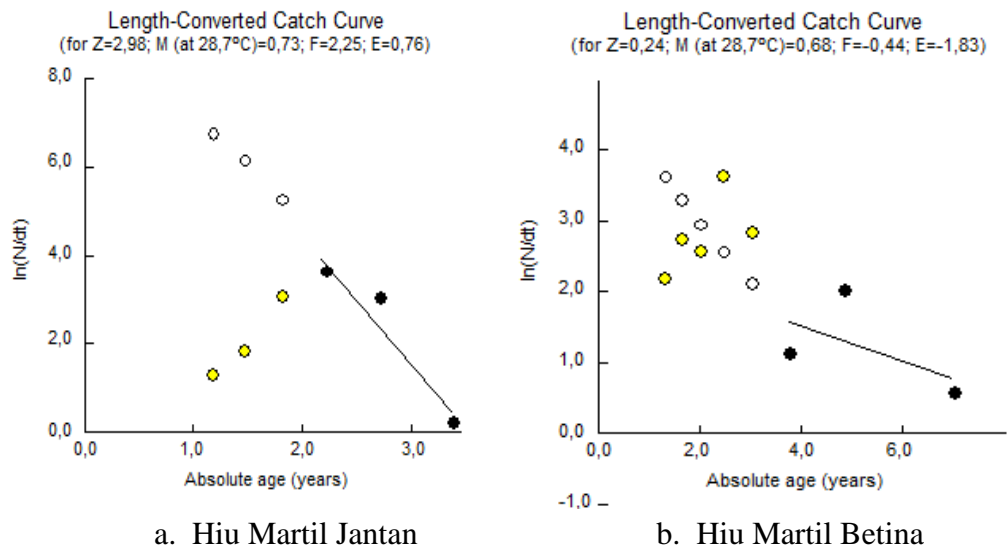 Length-Converted Catch Curve
(for Z=2,98; M (at 28,7ºC)=0,73; F=2,25; E=0,76)
8,0
6,0
4,0
2,0
0,0
ln(N/dt)
0,0 1,0 2,0 3,0
Absolute age (years)
a. Hiu Martil Jantan
Length-Converted Catch Curve
(for Z=0,24; M (at 28,7ºC)=0,68; F=-0,44; E=-1,83)
4,0
3,0
2,0
1,0
0,0
-1,0
ln(N/dt)
0,0 2,0 4,0 6,0
Absolute age (years)
b. Hiu Martil Betina